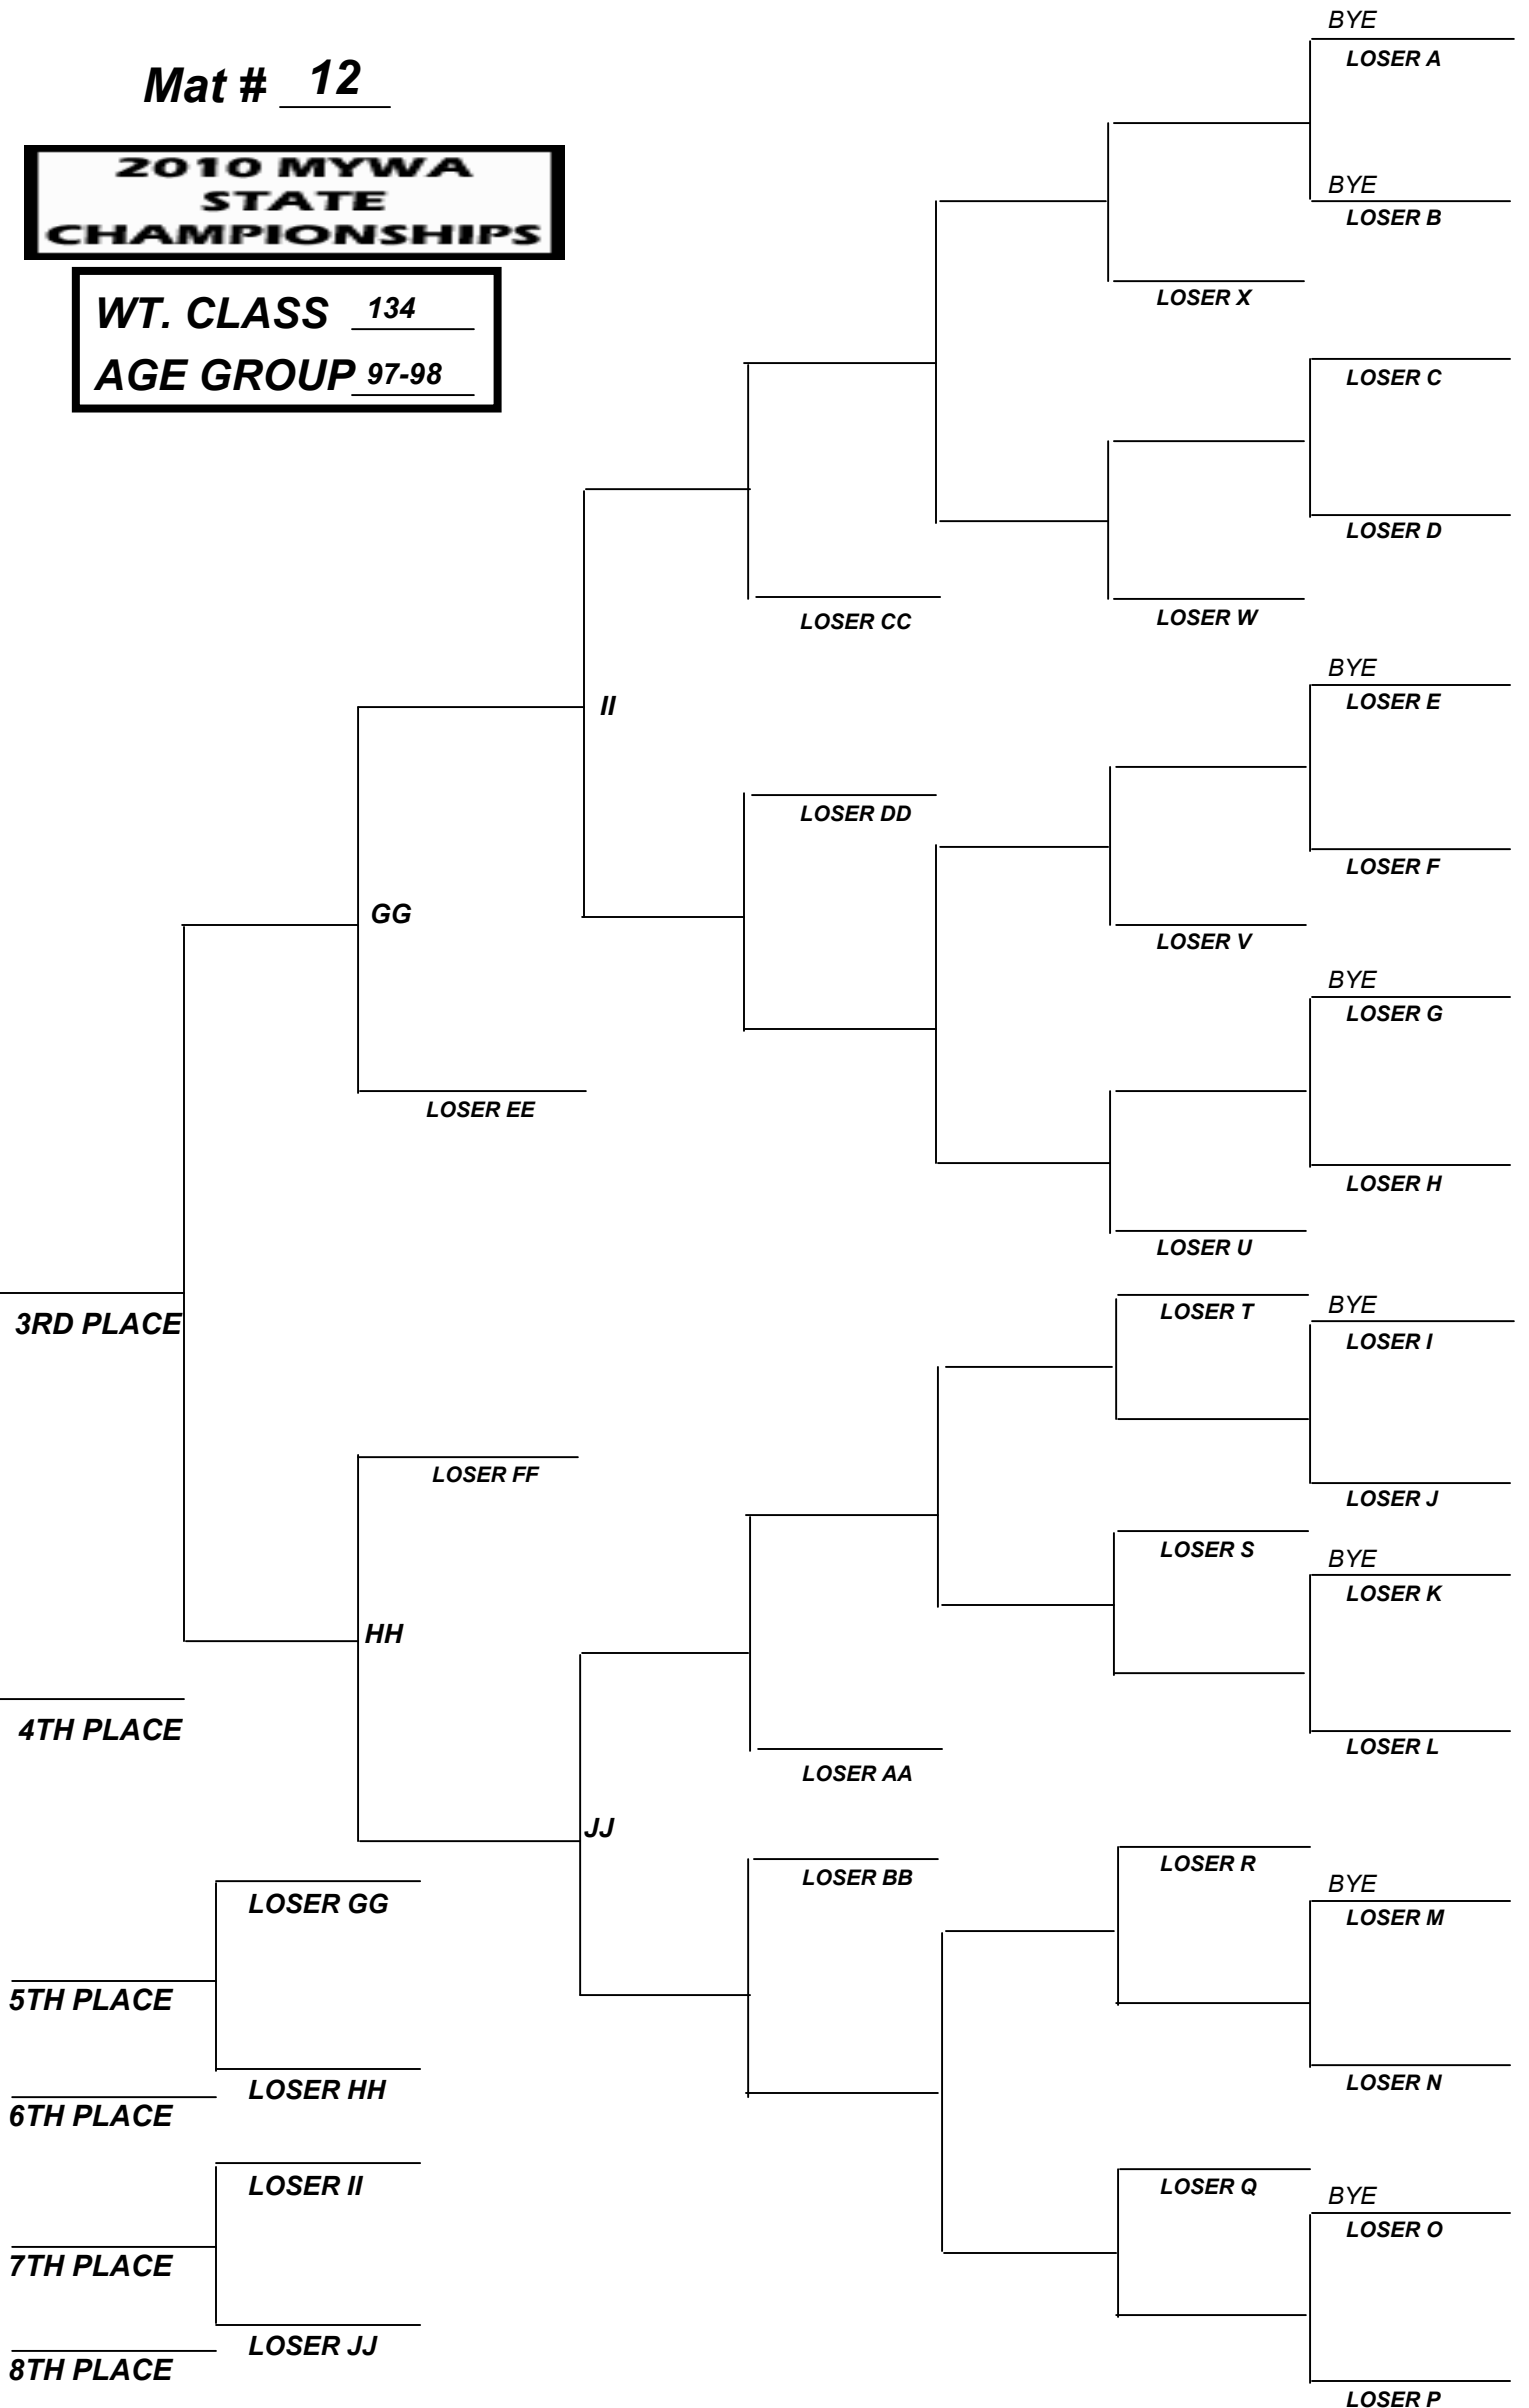 Mat # 12
2010 MYWA
STATE
CHAMPIONSHIPS
WT. CLASS 134
AGE GROUP 97-98
BYE
LOSER A
BYE
LOSER B
LOSER X
LOSER C
LOSER D
LOSER CC
LOSER W
BYE
LOSER E
II
LOSER DD
LOSER F
GG
LOSER V
BYE
LOSER G
LOSER EE
LOSER H
LOSER U
3RD PLACE
LOSER T
BYE
LOSER I
LOSER FF
LOSER J
LOSER S
BYE
LOSER K
HH
4TH PLACE
LOSER L
LOSER AA
JJ
LOSER BB
LOSER R
BYE
LOSER M
LOSER GG
5TH PLACE
LOSER N
LOSER HH
6TH PLACE
LOSER II
LOSER Q
BYE
LOSER O
7TH PLACE
LOSER JJ
8TH PLACE
LOSER P